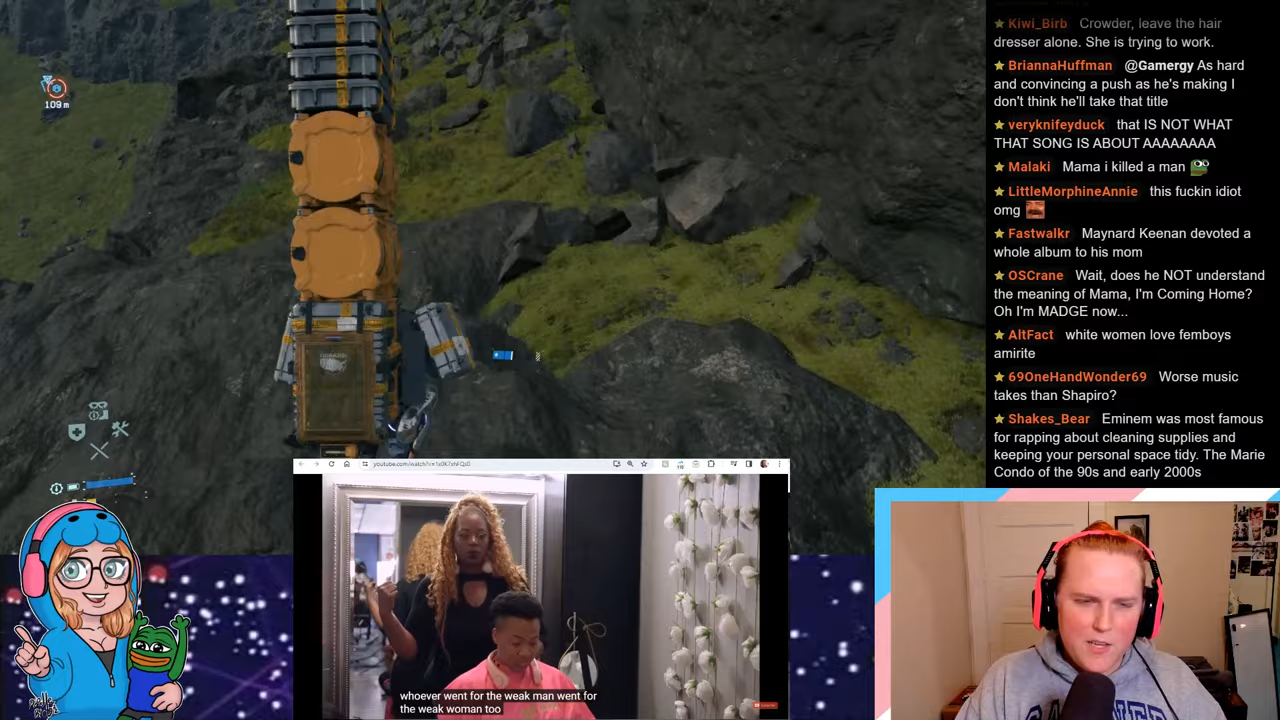 Kiwi_Birb Crowder, leave the hair
dresser alone. She is trying to work.
BriannaHuffman @Gamergy As hard
and convincing a push as he's making I
don't think he'll take that title
veryknifeyduck that IS NOT WHAT
THAT SONG IS ABOUT AAAAAAAA
Malaki Mama i killed a man
LittleMorphineAnnie this fuckin idiot
omg
Fastwalkr Maynard Keenan devoted a
whole album to his mom
OSCrane Wait, does he NOT understand
the meaning of Mama, I'm Coming Home?
Oh I'm MADGE now...
AltFact white women love femboys
amirite
69OneHandWonder69 Worse music
takes than Shapiro?
Shakes_Bear Eminem was most famous
for rapping about cleaning supplies and
keeping your personal space tidy. The Marie
Condo of the 90s and early 2000s
109 m
whoever went for the weak man went for
the weak woman too